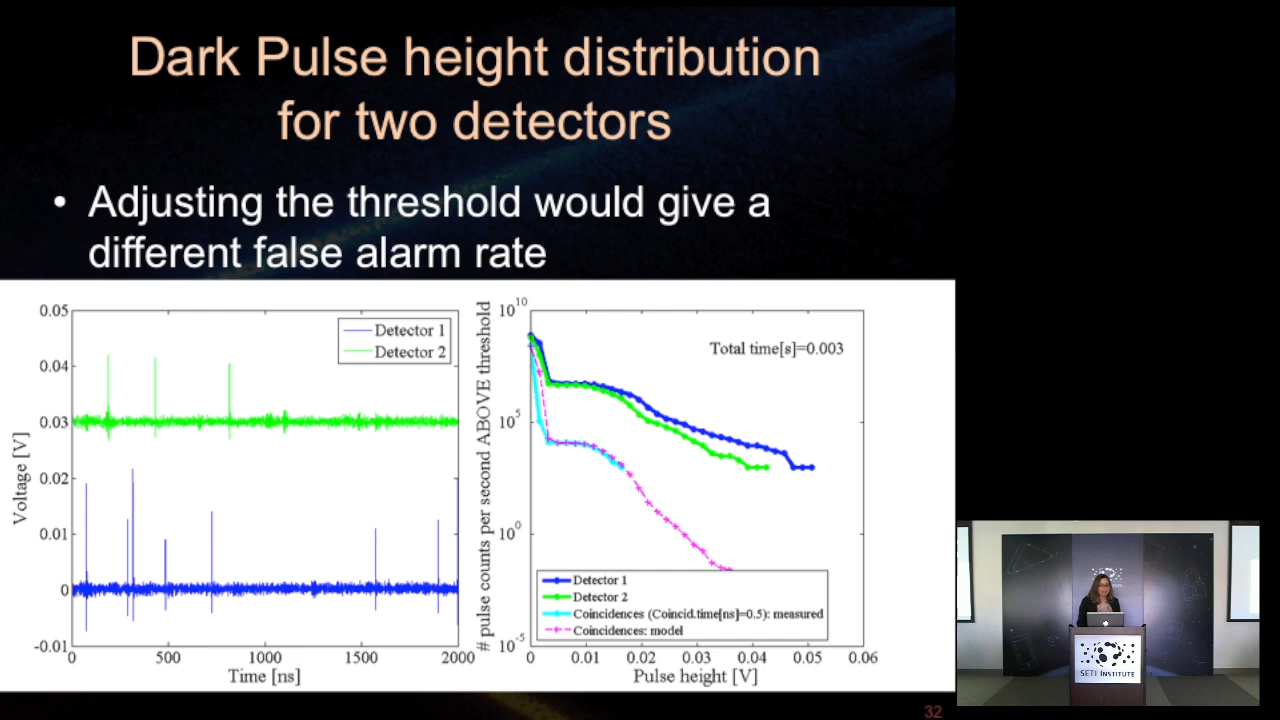 Dark Pulse height distribution
for two detectors
• Adjusting the threshold would give a
different false alarm rate
0.05
0.04
0.03
0.02
0.01
0
-0.01
Voltage [V]
Detector 1
Detector 2
0 500 1000 1500 2000
Time [ns]
# pulse counts per second ABOVE threshold
10^10
10^5
10^0
10^-5
Total time[s]=0.003
Detector 1
Detector 2
Coincidences (Coincid.time[ns]=0.5): measured
Coincidences: model
0 0.01 0.02 0.03 0.04 0.05 0.06
Pulse height [V]
32
SETI INSTITUTE